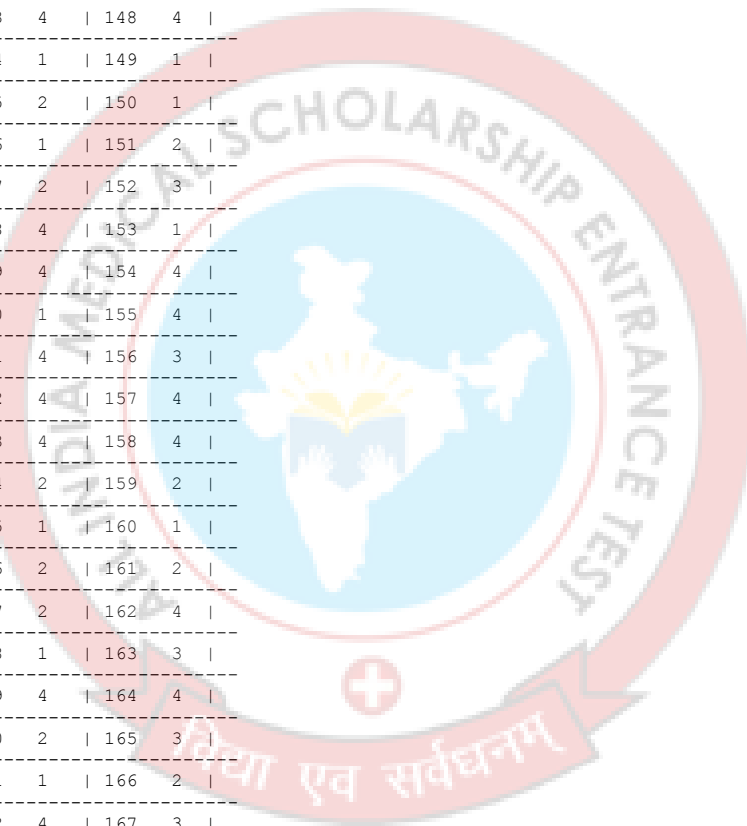 4 | 148 4 |
1 | 149 1 |
2 | 150 1 |
1 | 151 2 |
2 | 152 3 |
4 | 153 1 |
4 | 154 4 |
1 | 155 4 |
4 | 156 3 |
4 | 157 4 |
4 | 158 4 |
2 | 159 2 |
1 | 160 1 |
2 | 161 2 |
2 | 162 4 |
1 | 163 3 |
4 | 164 4 |
2 | 165 3 |
1 | 166 2 |
4 | 167 3 |
ALL INDIA MEDICAL SCHOLARSHIP ENTRANCE TEST
विद्या एव सर्वधनम्